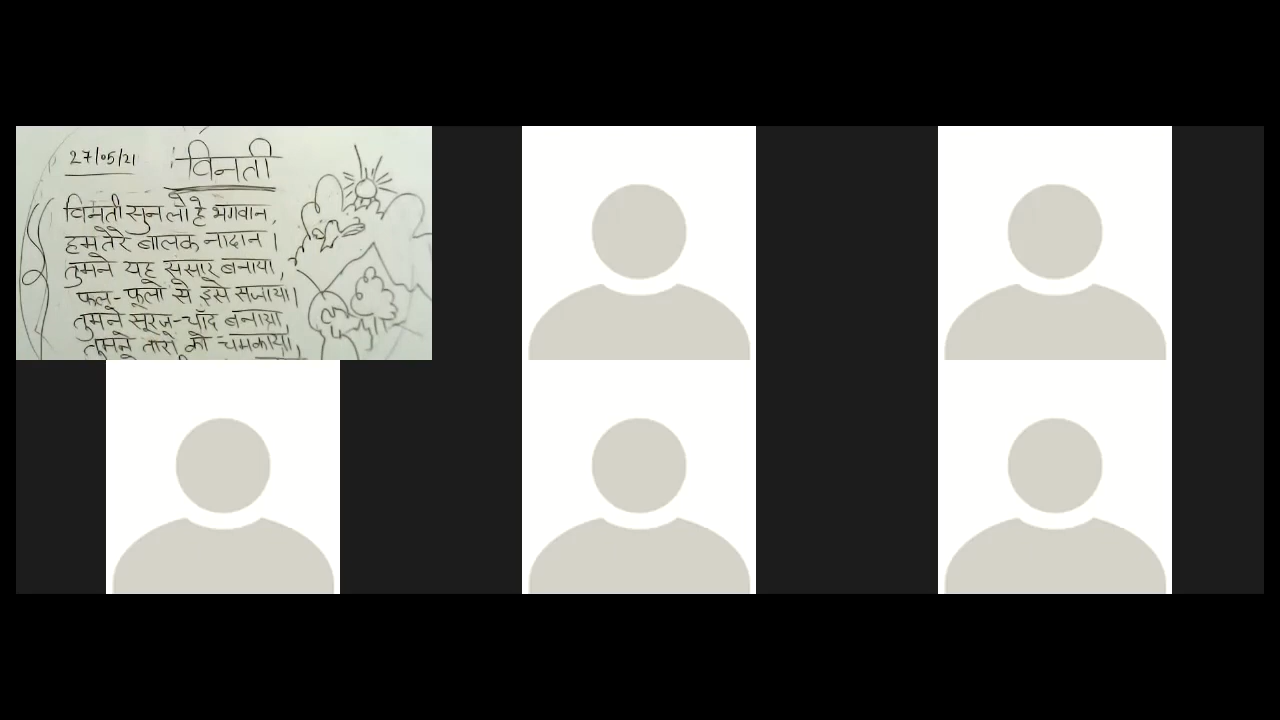 27/05/21
विनती
विनती सुन लो हे भगवान,
हम तेरे बालक नादान।
तुमने यह संसार बनाया,
फल-फूलों से इसे सजाया।
तुमने सूरज-चाँद बनाया,
तुमने तारों को चमकाया,